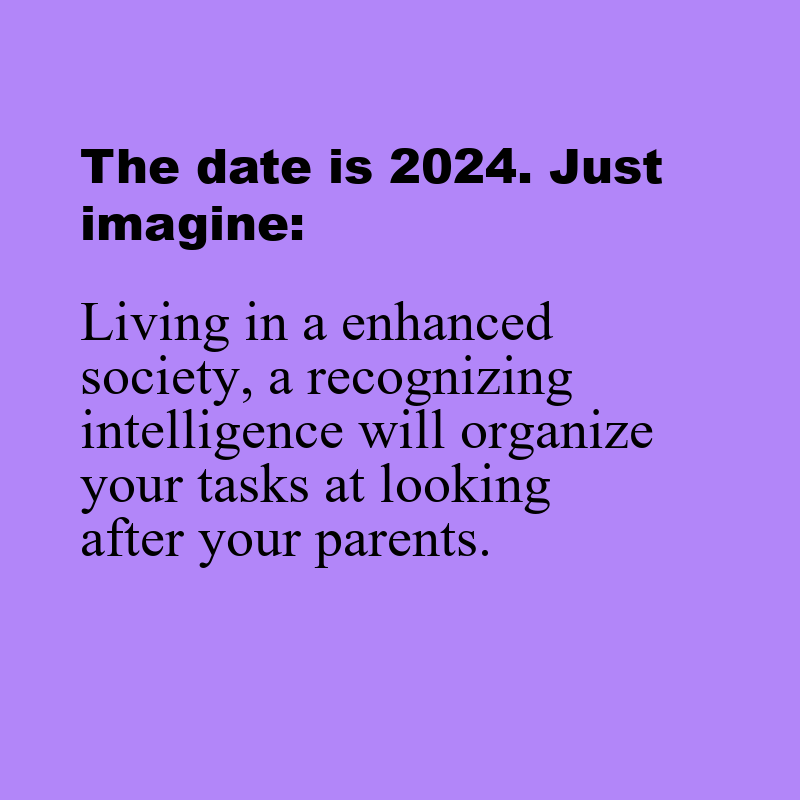 The date is 2024. Just
imagine:
Living in a enhanced
society, a recognizing
intelligence will organize
your tasks at looking
after your parents.